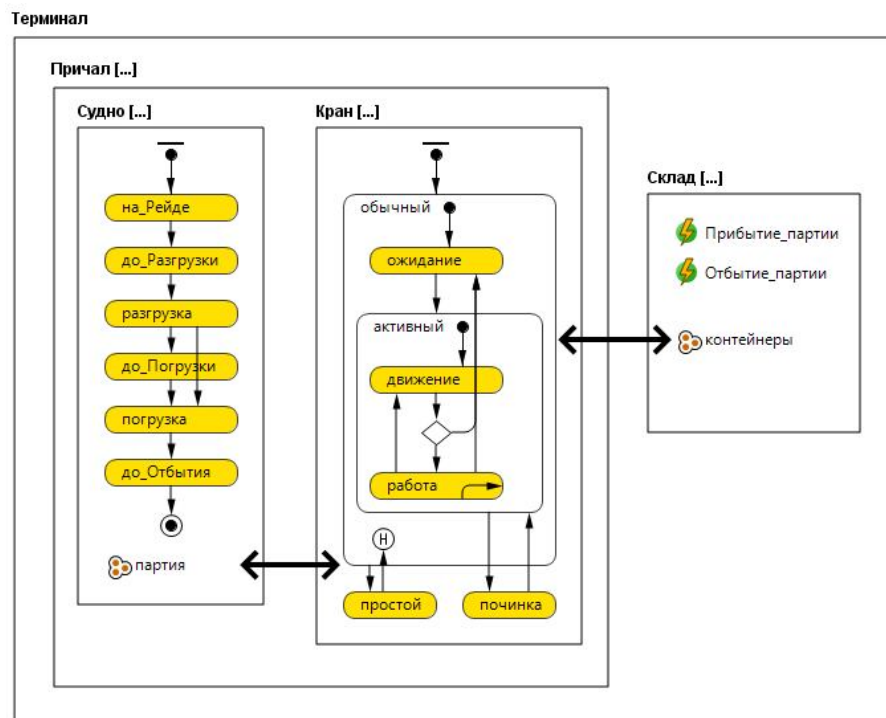 Терминал
Причал [...]
Судно [...]
на_Рейде
до_Разгрузки
разгрузка
до_Погрузки
погрузка
до_Отбытия
партия
Кран [...]
обычный
ожидание
активный
движение
работа
H
простой
починка
Склад [...]
Прибытие_партии
Отбытие_партии
контейнеры